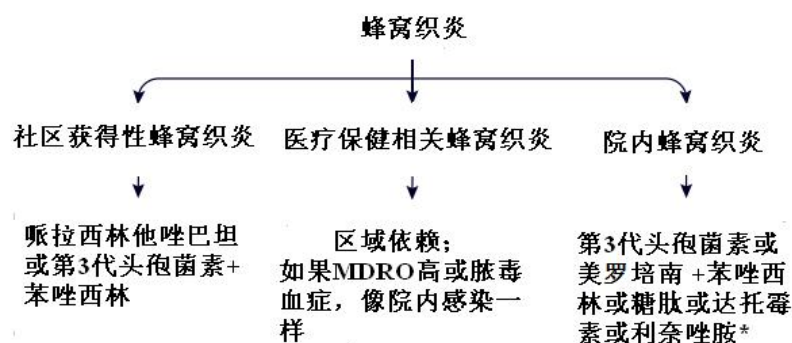 蜂窝织炎
社区获得性蜂窝织炎
医疗保健相关蜂窝织炎
院内蜂窝织炎
哌拉西林他唑巴坦
或第3代头孢菌素+
苯唑西林
区域依赖；
如果MDRO高或脓毒
血症，像院内感染一
样
第3代头孢菌素或
美罗培南 +苯唑西
林或糖肽或达托霉
素或利奈唑胺*